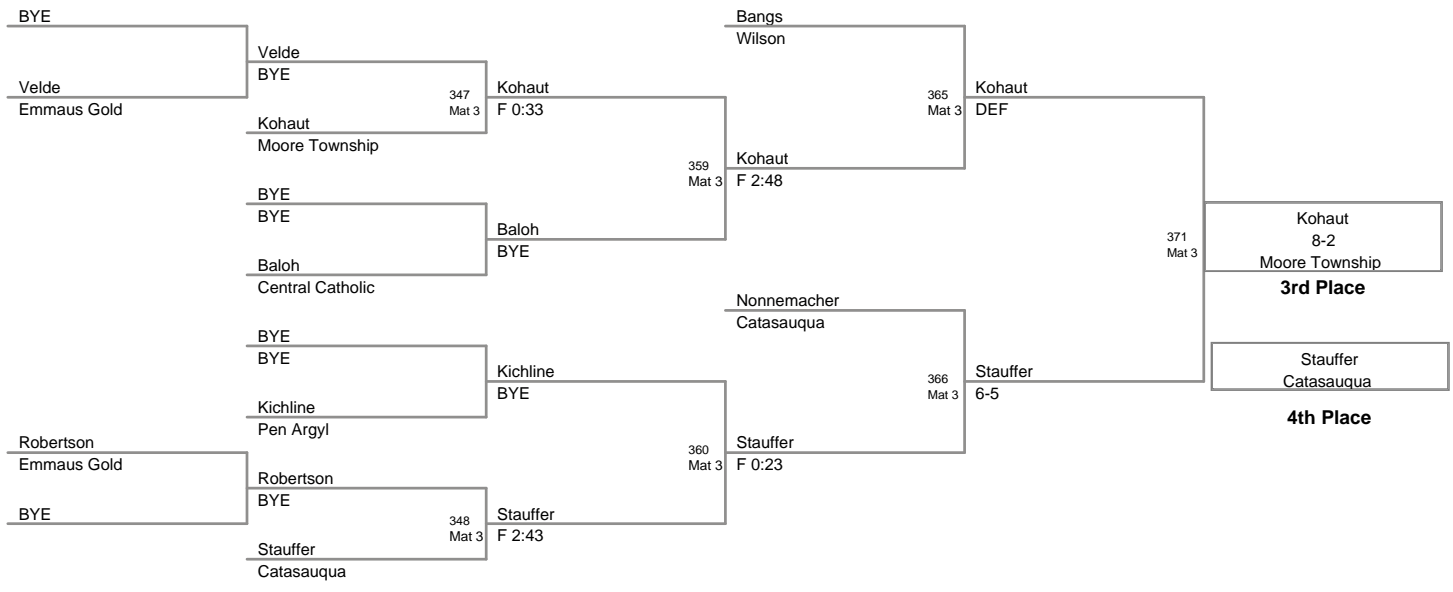 BYE
Velde
Emmaus Gold
Robertson
Emmaus Gold
BYE
Velde
BYE
Kohaut
Moore Township
BYE
BYE
Baloh
Central Catholic
BYE
BYE
Kichline
Pen Argyl
Robertson
BYE
Stauffer
Catasauqua
347
Mat 3
Kohaut
F 0:33
Baloh
BYE
Kichline
BYE
348
Mat 3
Stauffer
F 2:43
Bangs
Wilson
359
Mat 3
Kohaut
F 2:48
Nonnemacher
Catasauqua
360
Mat 3
Stauffer
F 0:23
365
Mat 3
Kohaut
DEF
366
Mat 3
Stauffer
6-5
371
Mat 3
Kohaut
8-2
Moore Township
3rd Place
Stauffer
Catasauqua
4th Place